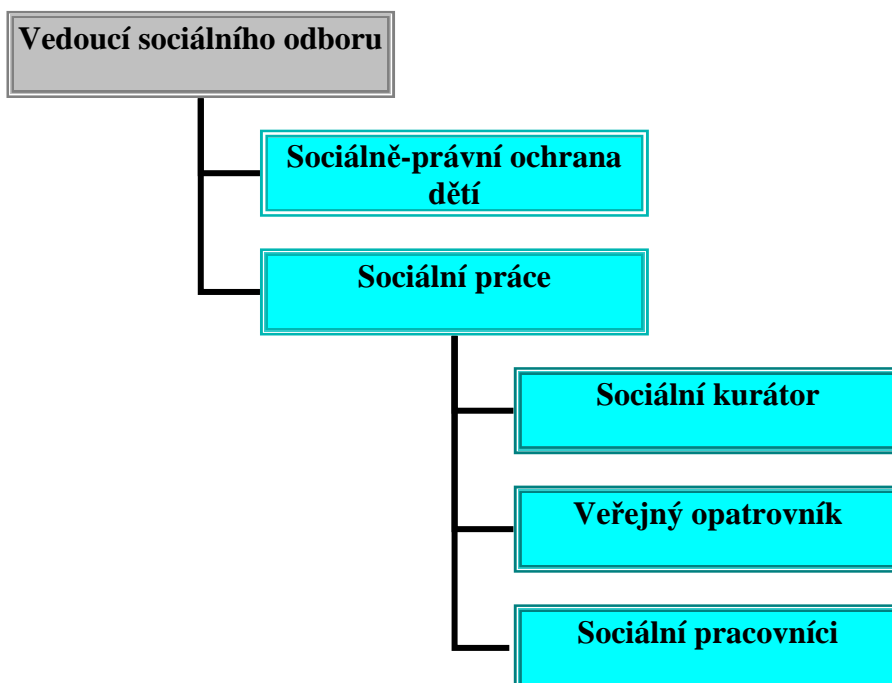 Vedoucí sociálního odboru
Sociálně-právní ochrana
dětí
Sociální práce
Sociální kurátor
Veřejný opatrovník
Sociální pracovníci